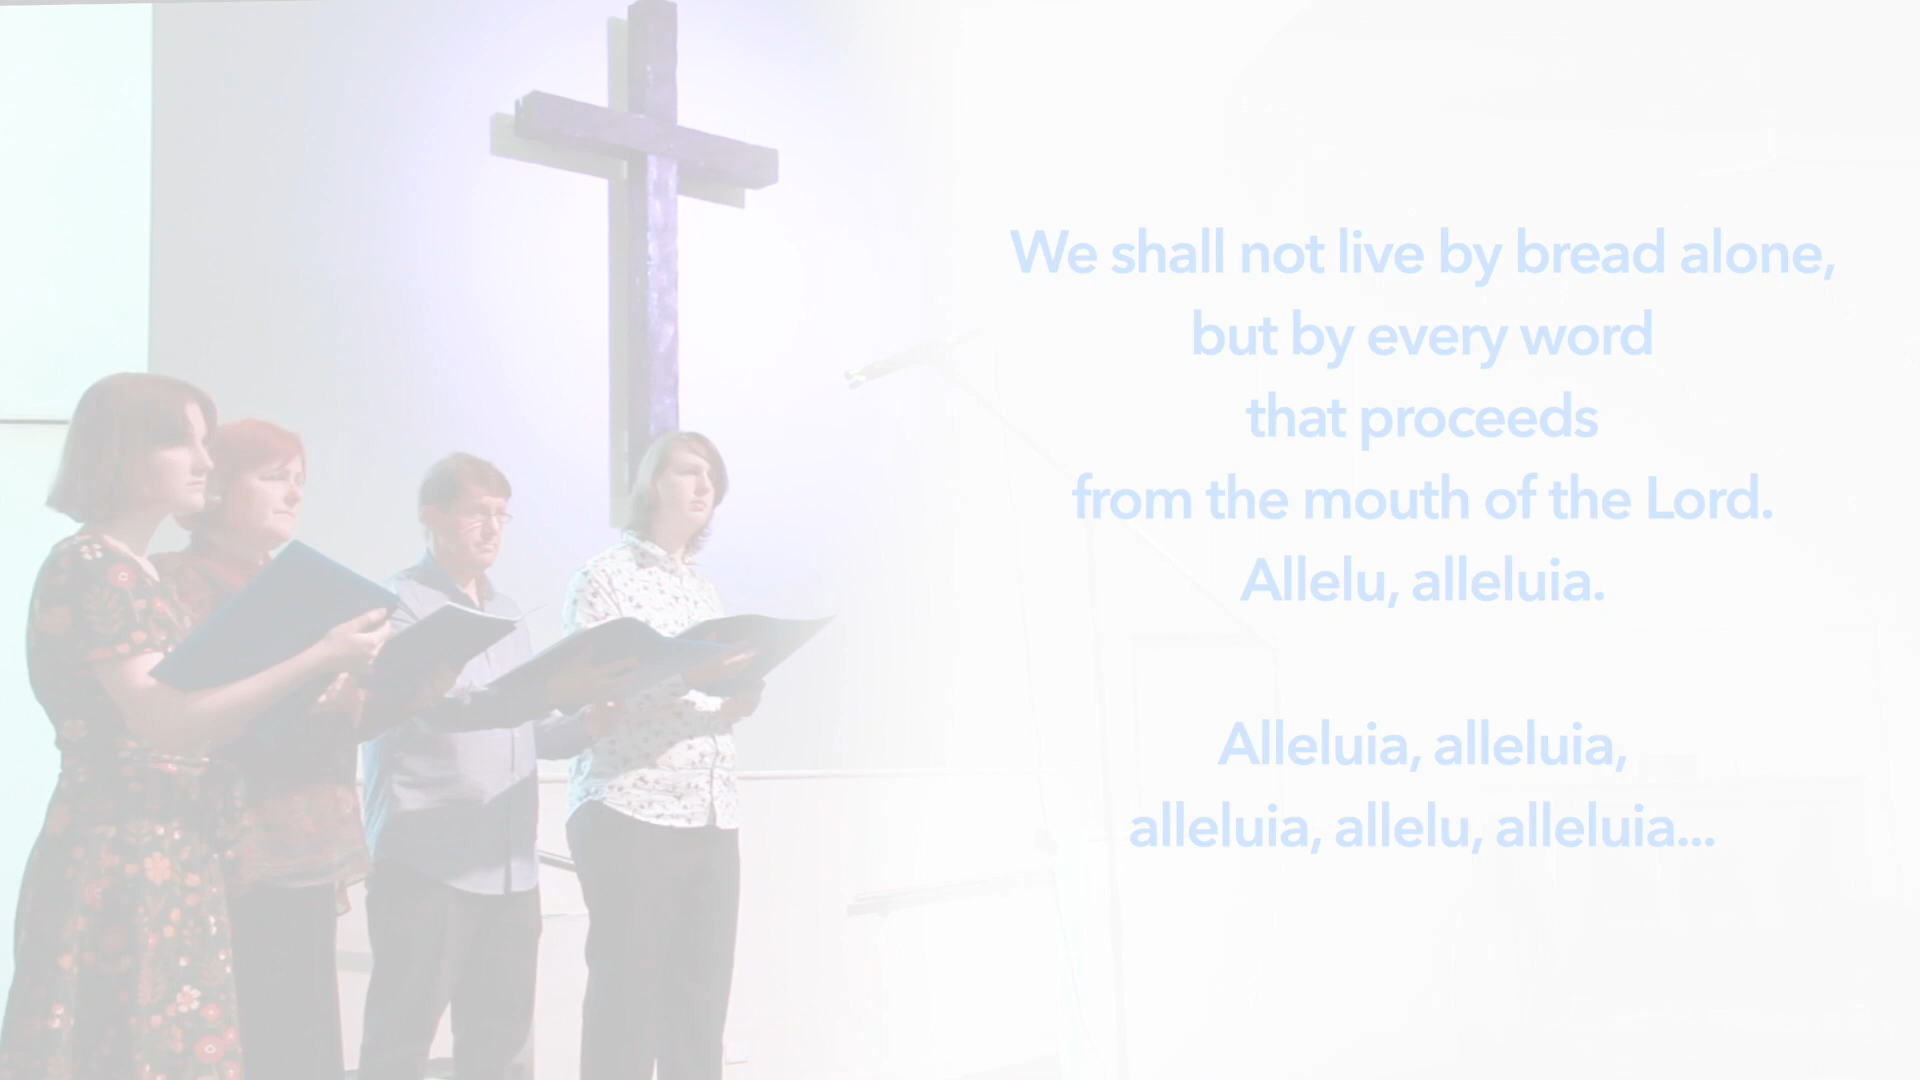 We shall not live by bread alone,
but by every word
that proceeds
from the mouth of the Lord.
Allelu, alleluia.
Alleluia, alleluia,
alleluia, allelu, alleluia...